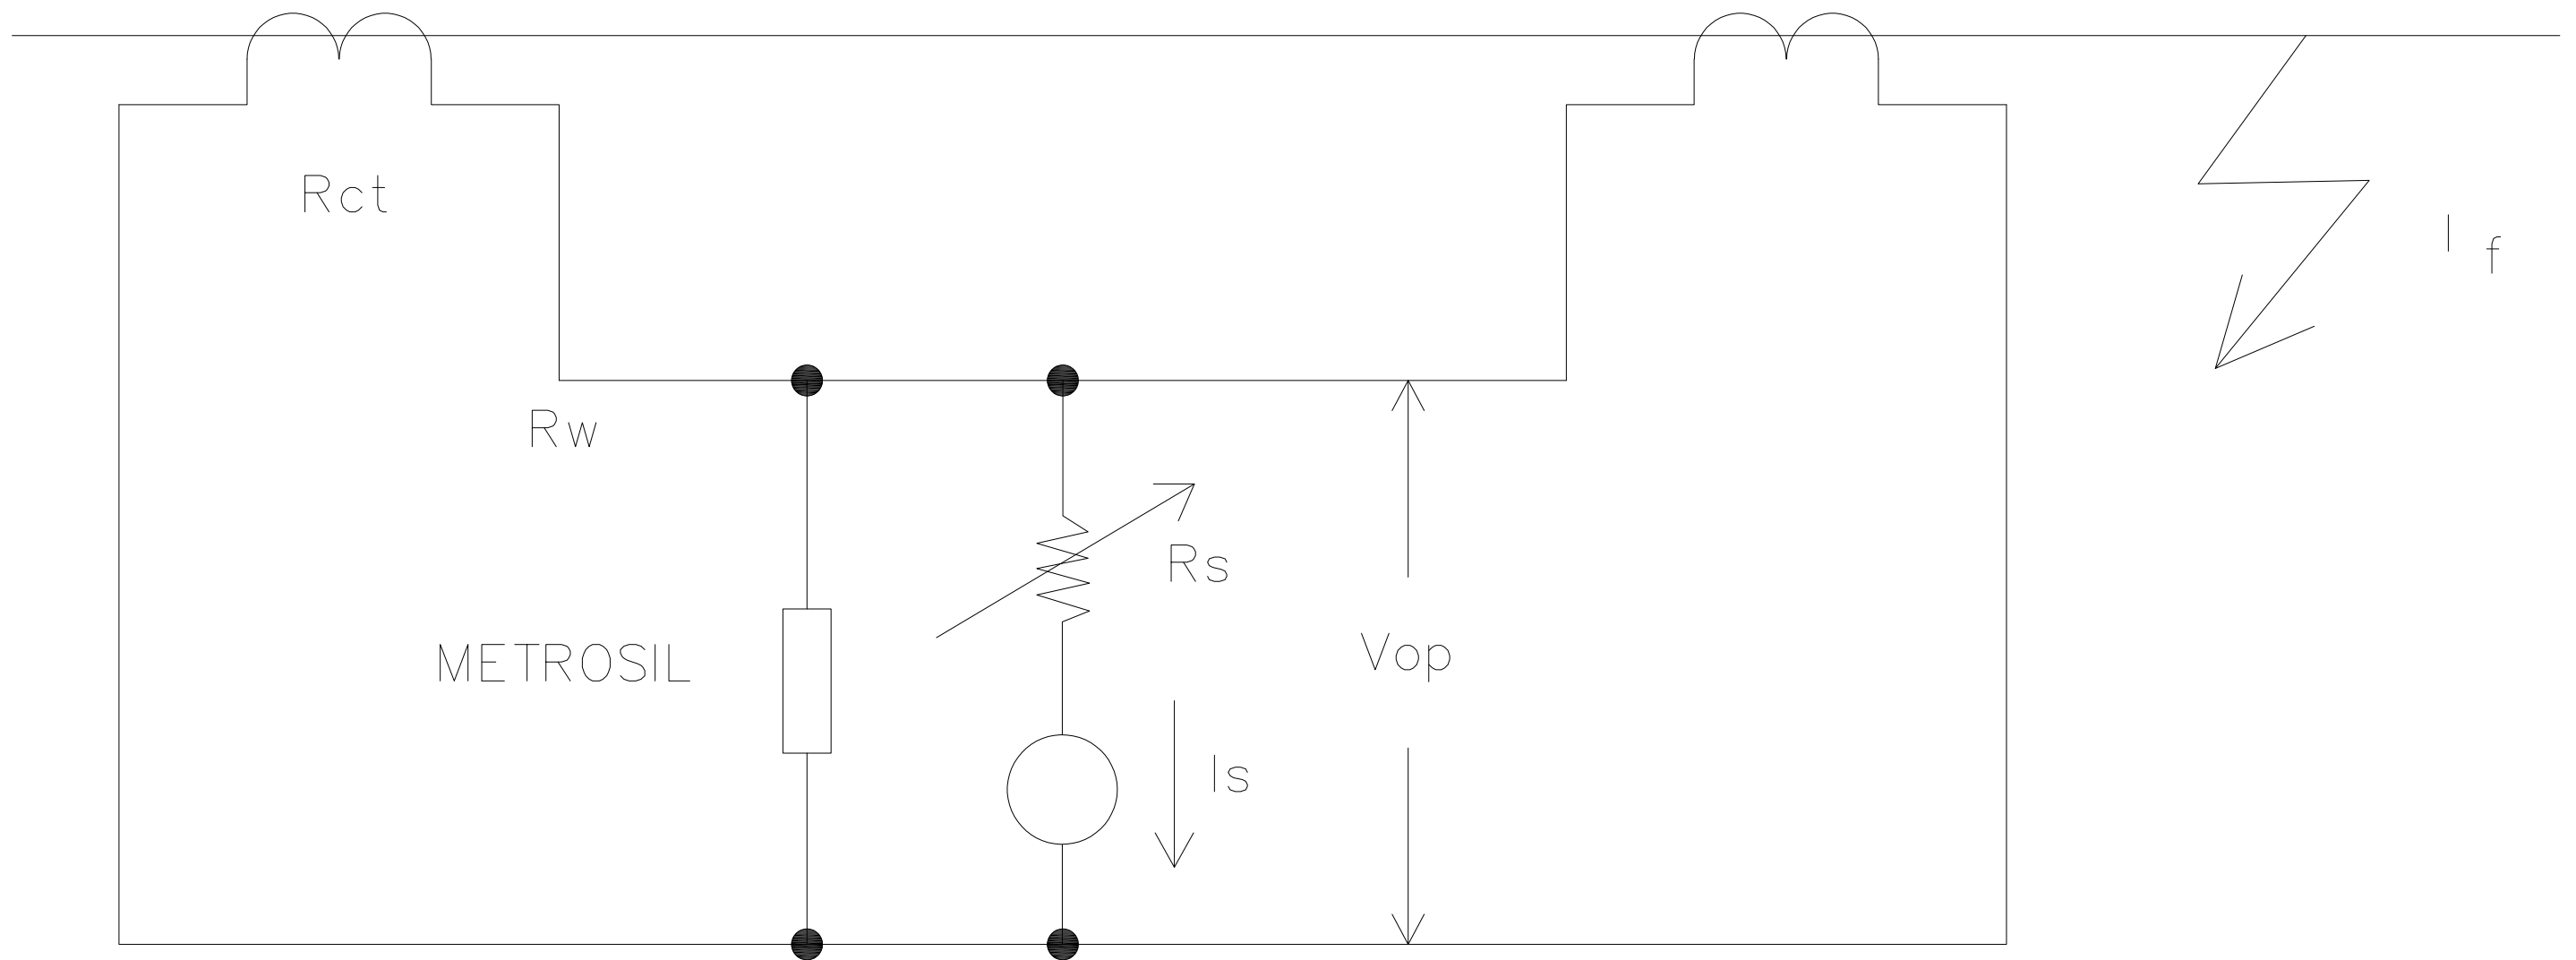 Rct
I f
Rw
Rs
METROSIL
Vop
Is